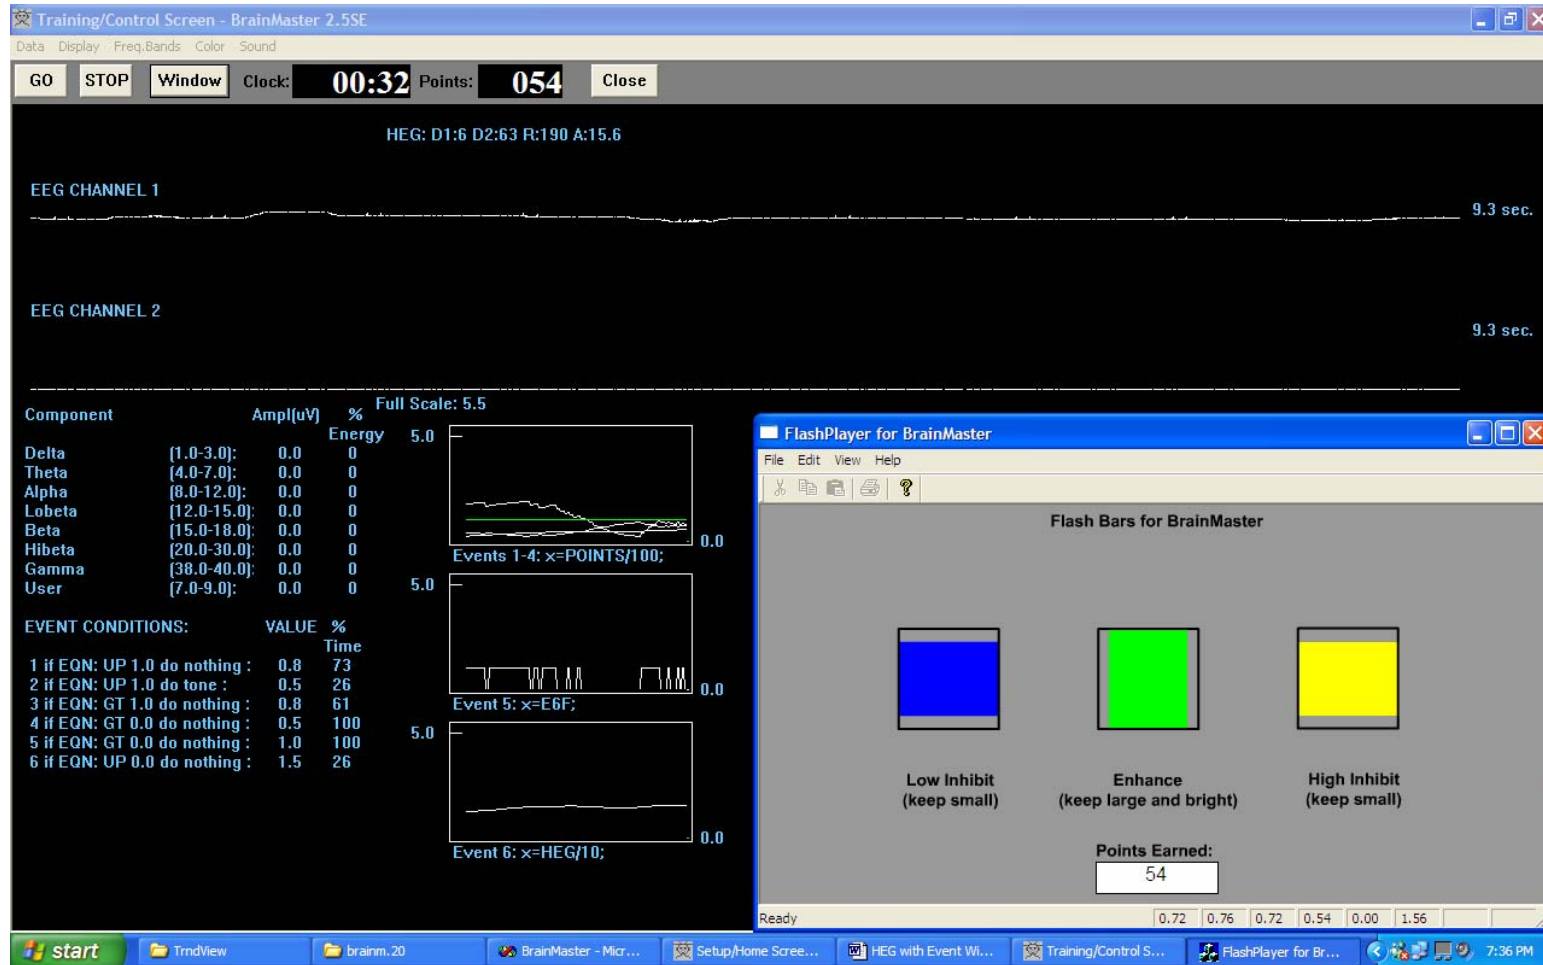 Training/Control Screen - BrainMaster 2.5SE
Data Display Freq.Bands Color Sound
GO STOP Window Clock: 00:32 Points: 054 Close
HEG: D1:6 D2:63 R:190 A:15.6
EEG CHANNEL 1
9.3 sec.
EEG CHANNEL 2
9.3 sec.
Full Scale: 5.5
Component Ampl(uV) % Energy
Delta (1.0-3.0): 0.0 0
Theta (4.0-7.0): 0.0 0
Alpha (8.0-12.0): 0.0 0
Lobeta (12.0-15.0): 0.0 0
Beta (15.0-18.0): 0.0 0
Hibeta (20.0-30.0): 0.0 0
Gamma (38.0-40.0): 0.0 0
User (7.0-9.0): 0.0 0
EVENT CONDITIONS: VALUE % Time
1 if EQN: UP 1.0 do nothing : 0.8 73
2 if EQN: UP 1.0 do tone : 0.5 26
3 if EQN: GT 1.0 do nothing : 0.8 61
4 if EQN: GT 0.0 do nothing : 0.5 100
5 if EQN: GT 0.0 do nothing : 1.0 100
6 if EQN: UP 0.0 do nothing : 1.5 26
5.0
0.0
Events 1-4: x=POINTS/100;
5.0
0.0
Event 5: x=E6F;
5.0
0.0
Event 6: x=HEG/10;
FlashPlayer for BrainMaster
File Edit View Help
Flash Bars for BrainMaster
Low Inhibit
(keep small)
Enhance
(keep large and bright)
High Inhibit
(keep small)
Points Earned:
54
Ready 0.72 0.76 0.72 0.54 0.00 1.56
start TrndView brainm.20 BrainMaster - Micr... Setup/Home Scree... HEG with Event Wi... Training/Control S... FlashPlayer for Br... 7:36 PM